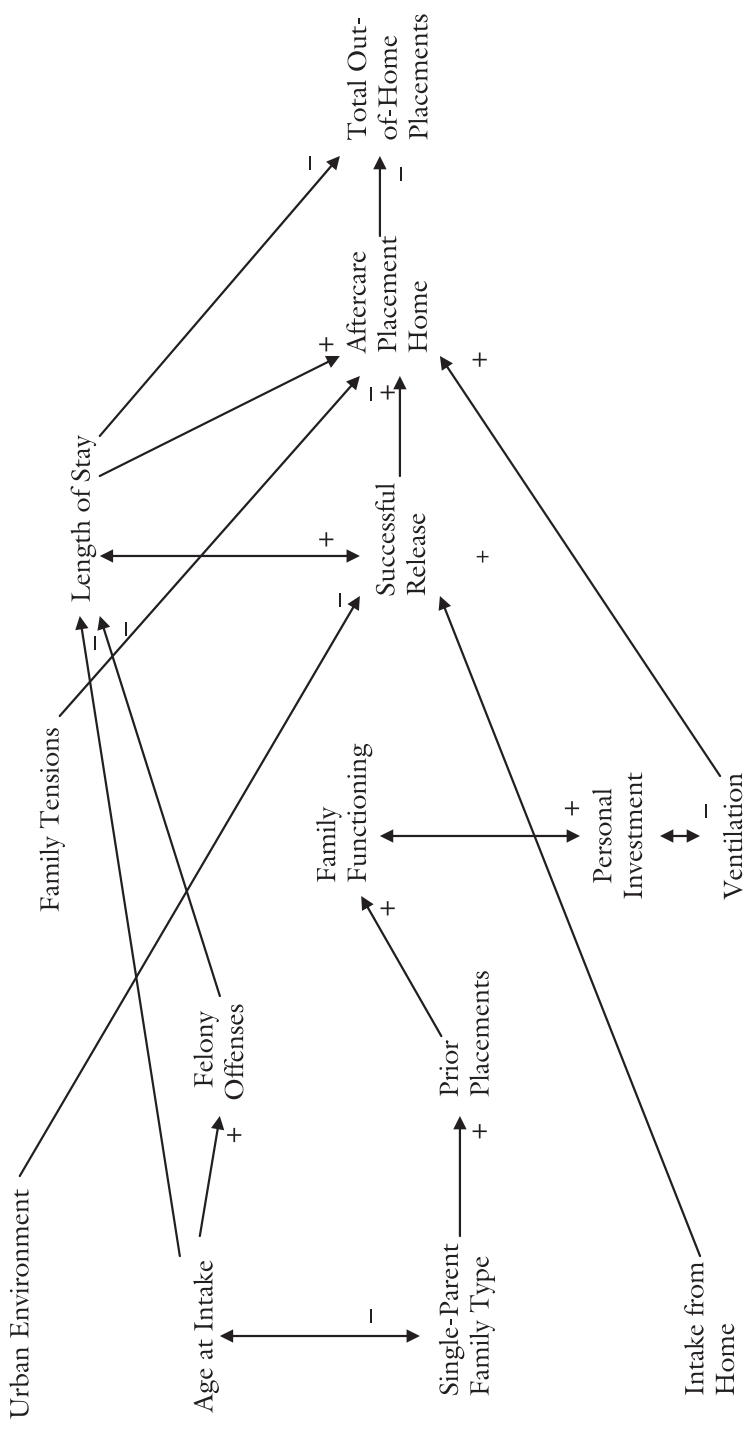 Urban Environment
Age at Intake
Single-Parent
Family Type
Intake from
Home
Felony
Offenses
Prior
Placements
Family Tensions
Family
Functioning
Personal
Investment
Ventilation
Length of Stay
Successful
Release
Aftercare
Placement
Home
Total Out-
of-Home
Placements
–
+
+
+
+
–
–
–
–
+
+
–
+
+
+
+
–
–